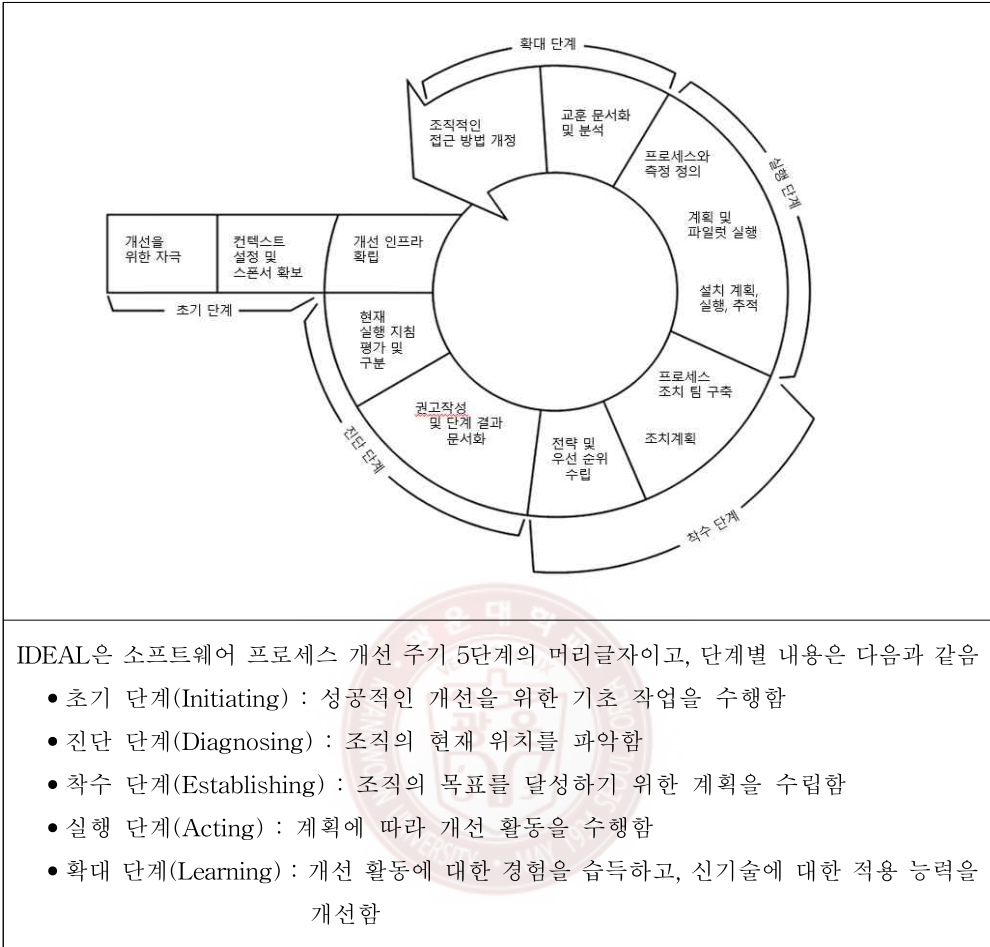 확대 단계
조직적인
접근 방법 개정
교훈 문서화
및 분석
프로세스와
측정 정의
실행 단계
계획 및
파일럿 실행
설치 계획,
실행, 추적
개선을
위한 자극
컨텍스트
설정 및
스폰서 확보
개선 인프라
확립
초기 단계
현재
실행 지침
평가 및
구분
프로세스
조치 팀 구축
권고작성
및 단계 결과
문서화
전략 및
우선 순위
수립
조치계획
진단 단계
착수 단계
IDEAL은 소프트웨어 프로세스 개선 주기 5단계의 머리글자이고, 단계별 내용은 다음과 같음
• 초기 단계(Initiating) : 성공적인 개선을 위한 기초 작업을 수행함
• 진단 단계(Diagnosing) : 조직의 현재 위치를 파악함
• 착수 단계(Establishing) : 조직의 목표를 달성하기 위한 계획을 수립함
• 실행 단계(Acting) : 계획에 따라 개선 활동을 수행함
• 확대 단계(Learning) : 개선 활동에 대한 경험을 습득하고, 신기술에 대한 적용 능력을
개선함